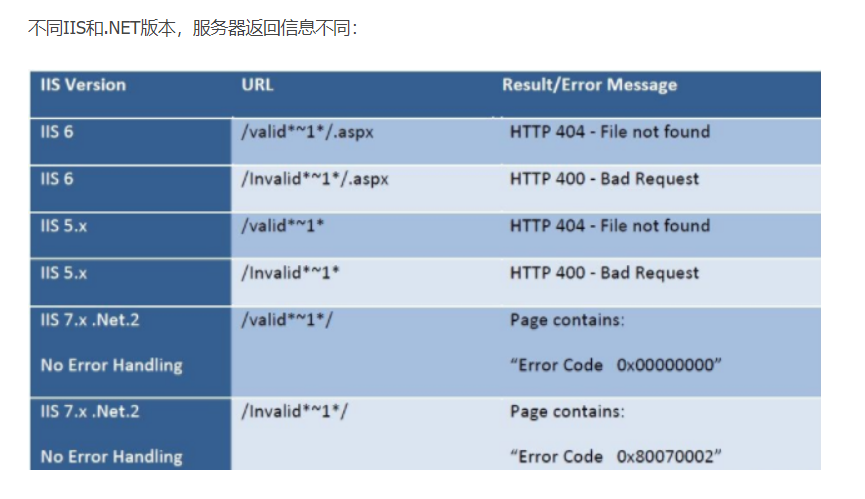 不同IIS和.NET版本，服务器返回信息不同：
IIS Version URL Result/Error Message
IIS 6 /valid*~1*/.aspx HTTP 404 - File not found
IIS 6 /Invalid*~1*/.aspx HTTP 400 - Bad Request
IIS 5.x /valid*~1* HTTP 404 - File not found
IIS 5.x /Invalid*~1* HTTP 400 - Bad Request
IIS 7.x .Net.2 /valid*~1*/ Page contains:
No Error Handling “Error Code 0x00000000”
IIS 7.x .Net.2 /Invalid*~1*/ Page contains:
No Error Handling “Error Code 0x80070002”